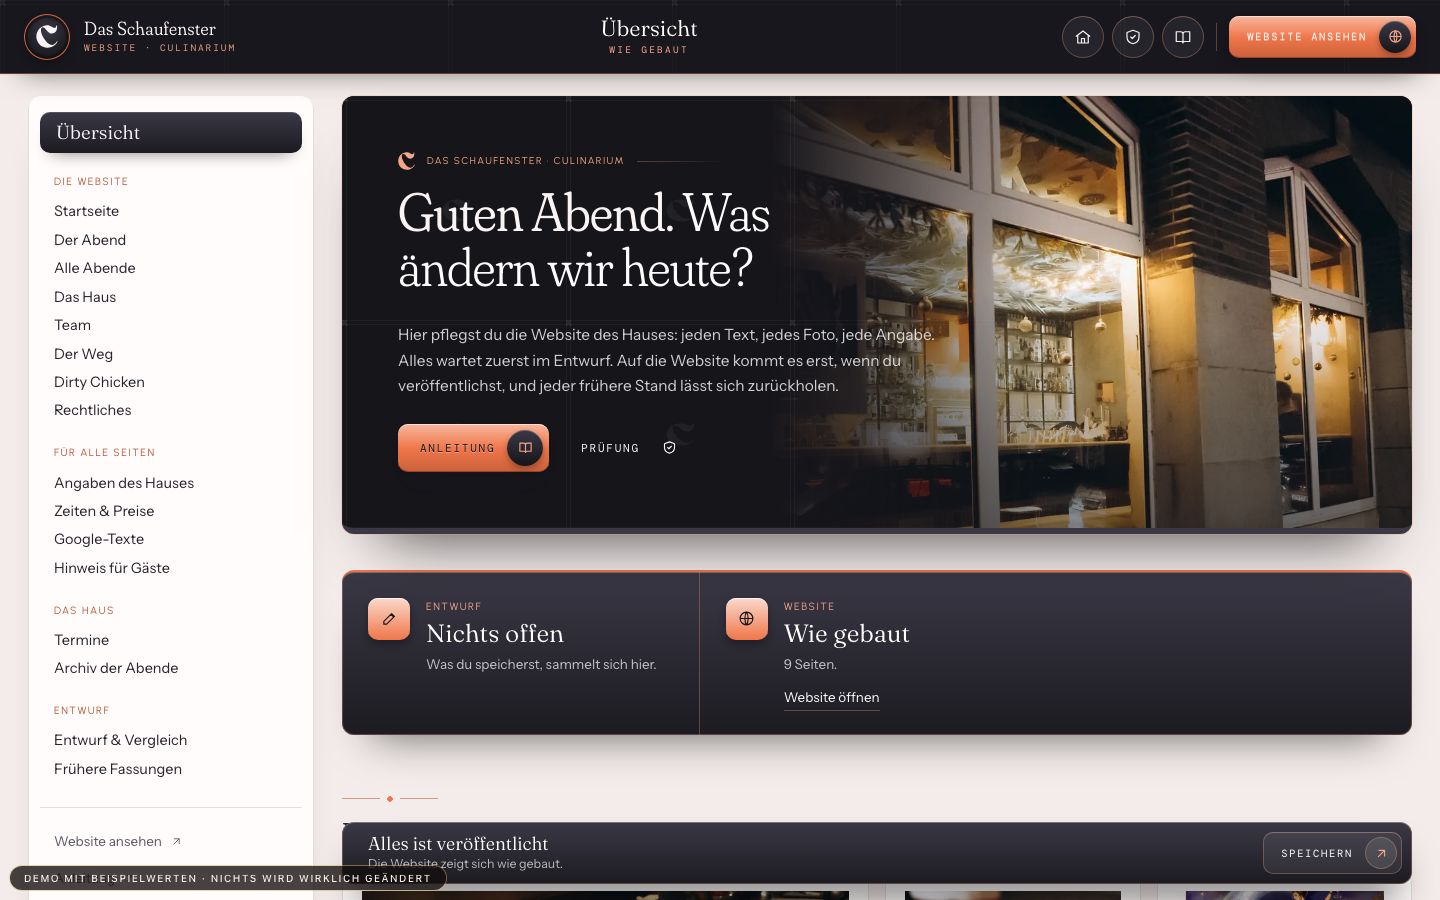 Das Schaufenster
WEBSITE · CULINARIUM
Übersicht
WIE GEBAUT
WEBSITE ANSEHEN
Übersicht
DIE WEBSITE
Startseite
Der Abend
Alle Abende
Das Haus
Team
Der Weg
Dirty Chicken
Rechtliches
FÜR ALLE SEITEN
Angaben des Hauses
Zeiten & Preise
Google-Texte
Hinweis für Gäste
DAS HAUS
Termine
Archiv der Abende
ENTWURF
Entwurf & Vergleich
Frühere Fassungen
Website ansehen
DAS SCHAUFENSTER · CULINARIUM
Guten Abend. Was
ändern wir heute?
Hier pflegst du die Website des Hauses: jeden Text, jedes Foto, jede Angabe.
Alles wartet zuerst im Entwurf. Auf die Website kommt es erst, wenn du
veröffentlichst, und jeder frühere Stand lässt sich zurückholen.
ANLEITUNG
PRÜFUNG
ENTWURF
Nichts offen
Was du speicherst, sammelt sich hier.
WEBSITE
Wie gebaut
9 Seiten.
Website öffnen
Alles ist veröffentlicht
Die Website zeigt sich wie gebaut.
SPEICHERN
DEMO MIT BEISPIELWERTEN · NICHTS WIRD WIRKLICH GEÄNDERT